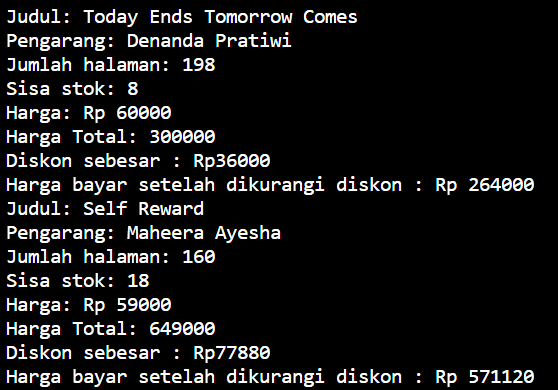 Judul: Today Ends Tomorrow Comes
Pengarang: Denanda Pratiwi
Jumlah halaman: 198
Sisa stok: 8
Harga: Rp 60000
Harga Total: 300000
Diskon sebesar : Rp36000
Harga bayar setelah dikurangi diskon : Rp 264000
Judul: Self Reward
Pengarang: Maheera Ayesha
Jumlah halaman: 160
Sisa stok: 18
Harga: Rp 59000
Harga Total: 649000
Diskon sebesar : Rp77880
Harga bayar setelah dikurangi diskon : Rp 571120